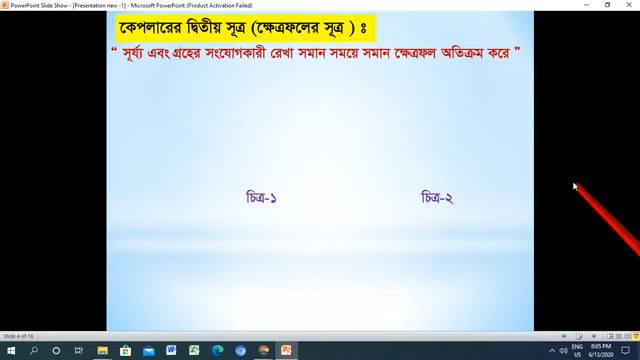 PowerPoint Slide Show - [Presentation new -1] - Microsoft PowerPoint (Product Activation Failed)
কেপলারের দ্বিতীয় সূত্র (ক্ষেত্রফলের সূত্র ) ঃ
“ সূর্য্য এবং গ্রহের সংযোগকারী রেখা সমান সময়ে সমান ক্ষেত্রফল অতিক্রম করে ”
চিত্র-১ চিত্র-২
Slide 4 of 16
ENG 8:05 PM
US 6/13/2020